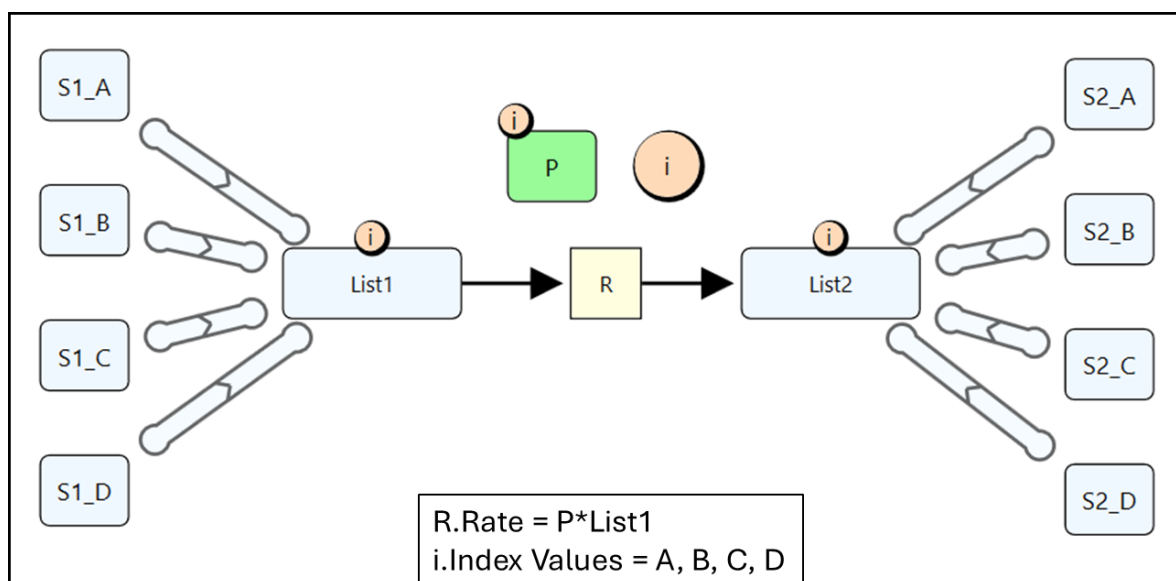 S1_A
S2_A
i
P
i
S1_B
S2_B
i
i
List1
R
List2
S1_C
S2_C
S1_D
S2_D
R.Rate = P*List1
i.Index Values = A, B, C, D